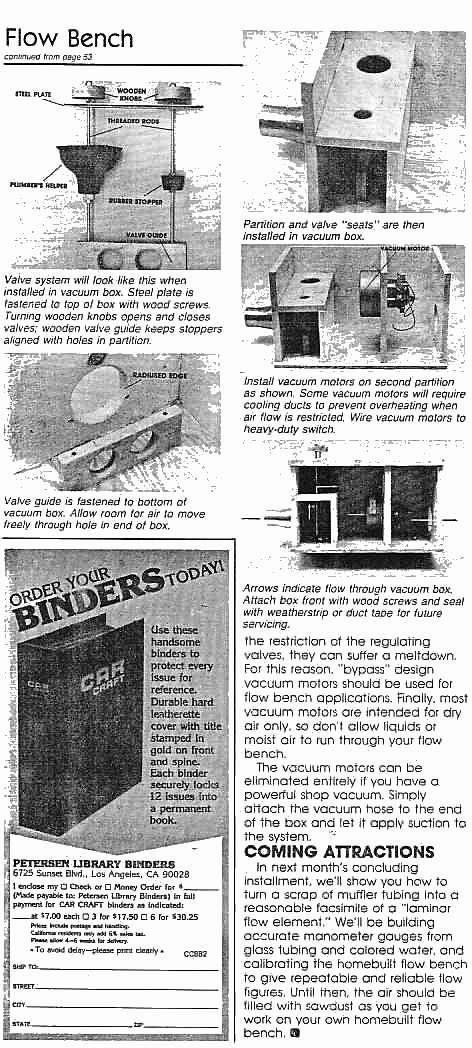 Flow Bench
continued from page 53
STEEL PLATE
WOODEN
KNOBS
THREADED RODS
PLUMBER'S HELPER
RUBBER STOPPER
VALVE GUIDE
Valve system will look like this when
installed in vacuum box. Steel plate is
fastened to top of box with wood screws.
Turning wooden knobs opens and closes
valves; wooden valve guide keeps stoppers
aligned with holes in partition.
RADIUSED EDGE
Valve guide is fastened to bottom of
vacuum box. Allow room for air to move
freely through hole in end of box.
ORDER YOUR
BINDERS TODAY!
CAR
CAR
CRAFT
Use these
handsome
binders to
protect every
issue for
reference.
Durable hard
leatherette
cover with title
stamped in
gold on front
and spine.
Each binder
securely locks
12 issues into
a permanent
book.
PETERSEN LIBRARY BINDERS
6725 Sunset Blvd., Los Angeles, CA 90028
I enclose my □ Check or □ Money Order for $
(Made payable to: Petersen Library Binders) in full
payment for CAR CRAFT binders as indicated:
at $7.00 each □ 3 for $17.50 □ 6 for $30.25
Prices include postage and handling.
California residents only add 6% sales tax.
Please allow 4-6 weeks for delivery.
• To avoid delay—please print clearly •
CC882
SHIP TO:
STREET
CITY
STATE ZIP
Partition and valve "seats" are then
installed in vacuum box.
VACUUM MOTOR
Install vacuum motors on second partition
as shown. Some vacuum motors will require
cooling ducts to prevent overheating when
air flow is restricted. Wire vacuum motors to
heavy-duty switch.
Arrows indicate flow through vacuum box.
Attach box front with wood screws and seal
with weatherstrip or duct tape for future
servicing.
the restriction of the regulating
valves, they can suffer a meltdown.
For this reason, "bypass" design
vacuum motors should be used for
flow bench applications. Finally, most
vacuum motors are intended for dry
air only, so don't allow liquids or
moist air to run through your flow
bench.
The vacuum motors can be
eliminated entirely if you have a
powerful shop vacuum. Simply
attach the vacuum hose to the end
of the box and let it apply suction to
the system.
COMING ATTRACTIONS
In next month's concluding
installment, we'll show you how to
turn a scrap of muffler tubing into a
reasonable facsimile of a "laminar
flow element." We'll be building
accurate manometer gauges from
glass tubing and colored water, and
calibrating the homebuilt flow bench
to give repeatable and reliable flow
figures. Until then, the air should be
filled with sawdust as you get to
work on your own homebuilt flow
bench.